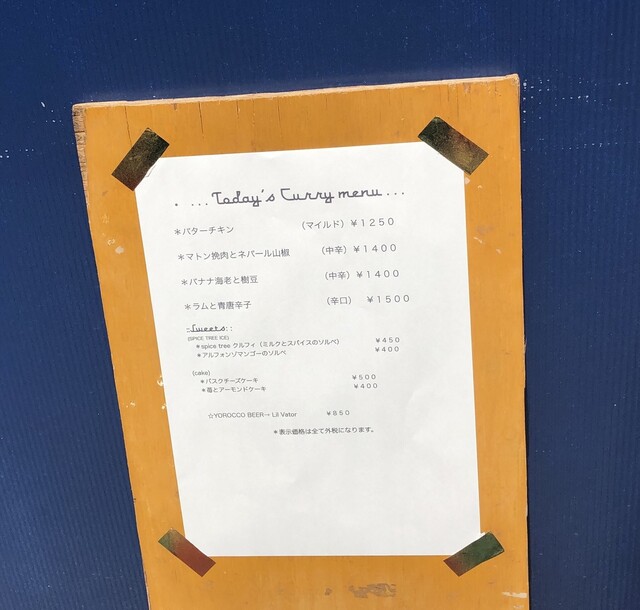 . ... Today's Curry menu ...
＊バターチキン （マイルド）￥１２５０
＊マトン挽肉とネパール山椒 （中辛）￥１４００
＊バナナ海老と樹豆 （中辛）￥１４００
＊ラムと青唐辛子 （辛口） ￥１５００
::Sweets::
(SPICE TREE ICE)
＊spice tree クルフィ（ミルクとスパイスのソルベ） ￥４５０
＊アルフォンゾマンゴーのソルベ ￥４００
(cake)
＊バスクチーズケーキ ￥５００
＊苺とアーモンドケーキ ￥４００
☆YOROCCO BEER→ Lil Vator ￥８５０
＊表示価格は全て外税になります。